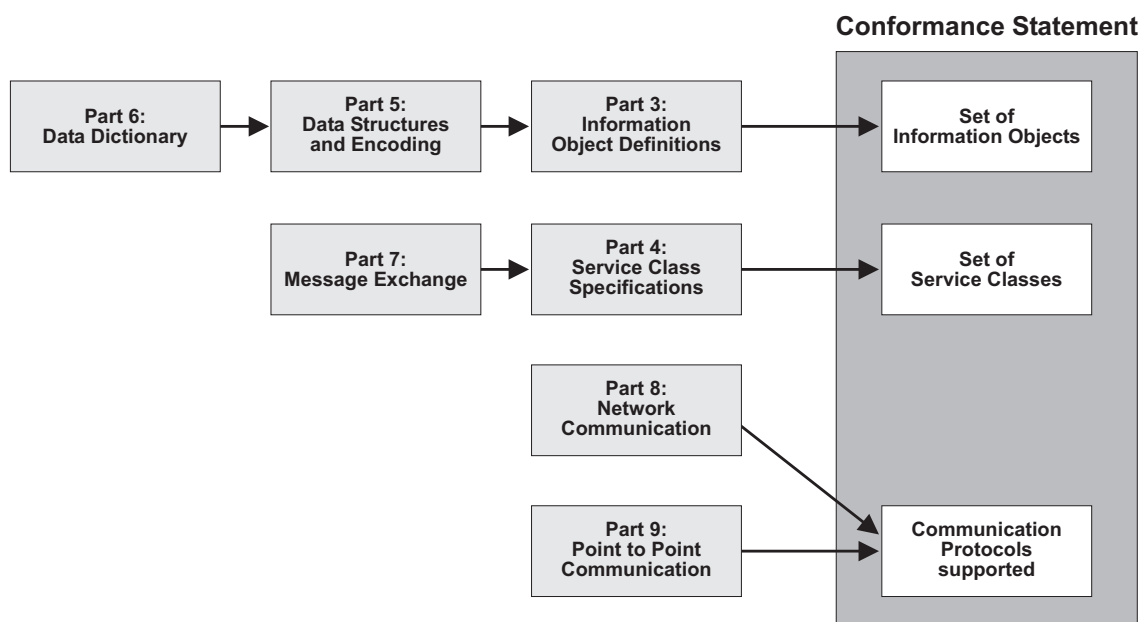 Conformance Statement
Part 6:
Data Dictionary
Part 5:
Data Structures
and Encoding
Part 3:
Information
Object Definitions
Set of
Information Objects
Part 7:
Message Exchange
Part 4:
Service Class
Specifications
Set of
Service Classes
Part 8:
Network
Communication
Part 9:
Point to Point
Communication
Communication
Protocols
supported